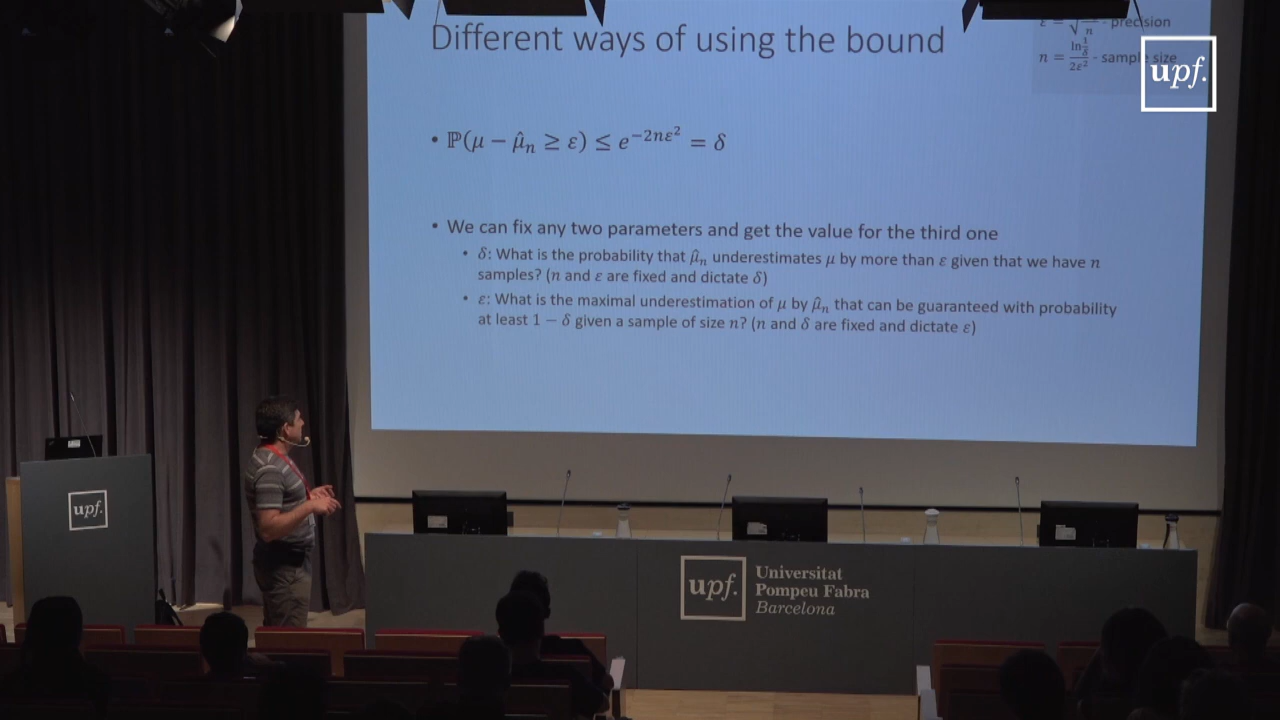 Different ways of using the bound
ε = √ n - precision
n = ln 1/δ / 2ε² - sample size
upf.
• ℙ(μ − μ̂ₙ ≥ ε) ≤ e^{−2nε²} = δ
• We can fix any two parameters and get the value for the third one
• δ: What is the probability that μ̂ₙ underestimates μ by more than ε given that we have n
samples? (n and ε are fixed and dictate δ)
• ε: What is the maximal underestimation of μ by μ̂ₙ that can be guaranteed with probability
at least 1 − δ given a sample of size n? (n and δ are fixed and dictate ε)
upf.
upf.
Universitat
Pompeu Fabra
Barcelona